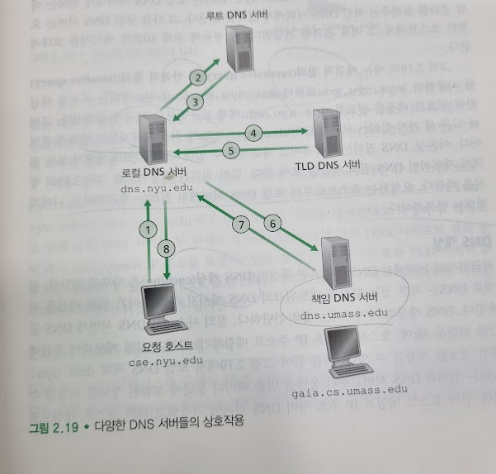 루트 DNS 서버
2
3
4
5
로컬 DNS 서버
dns.nyu.edu
TLD DNS 서버
1
8
7
6
책임 DNS 서버
dns.umass.edu
요청 호스트
cse.nyu.edu
gaia.cs.umass.edu
그림 2.19 • 다양한 DNS 서버들의 상호작용